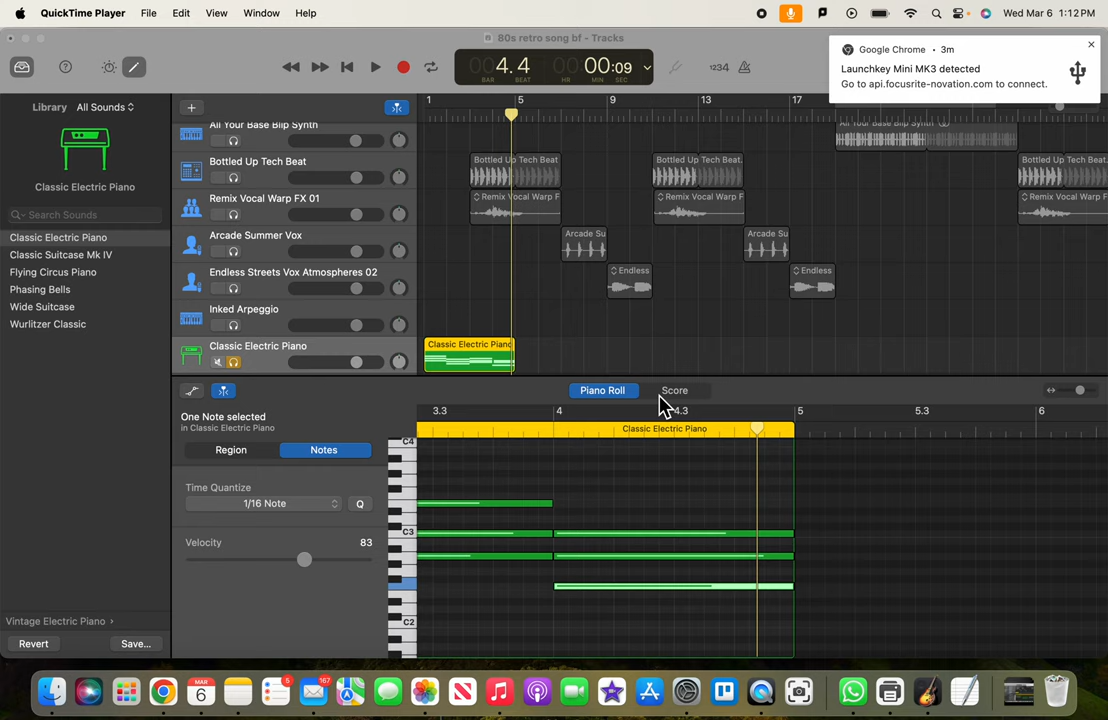 QuickTime Player File Edit View Window Help Wed Mar 6 1:12 PM
80s retro song bf - Tracks
Google Chrome • 3m
Launchkey Mini MK3 detected
Go to api.focusrite-novation.com to connect.
4.4 00:09
BAR BEAT HR MIN SEC
1234
Library All Sounds
1 5 9 13 17
Classic Electric Piano
Search Sounds
Classic Electric Piano
Classic Suitcase Mk IV
Flying Circus Piano
Phasing Bells
Wide Suitcase
Wurlitzer Classic
Vintage Electric Piano >
Revert Save...
All Your Base Blip Synth
All Your Base Blip Synth
Bottled Up Tech Beat
Bottled Up Tech Beat
Bottled Up Tech Beat.
Bottled Up Tech Beat.
Remix Vocal Warp FX 01
Remix Vocal Warp F
Remix Vocal Warp F
Remix Vocal Warp F
Arcade Summer Vox
Arcade Su
Arcade Su
Endless Streets Vox Atmospheres 02
Endless
Endless
Inked Arpeggio
Classic Electric Piano
Classic Electric Piano
Piano Roll Score
One Note selected
in Classic Electric Piano
3.3 4 4.3 5 5.3 6
Classic Electric Piano
Region Notes
Time Quantize
1/16 Note Q
Velocity 83
C4
C3
C2
MAR
6
5
167